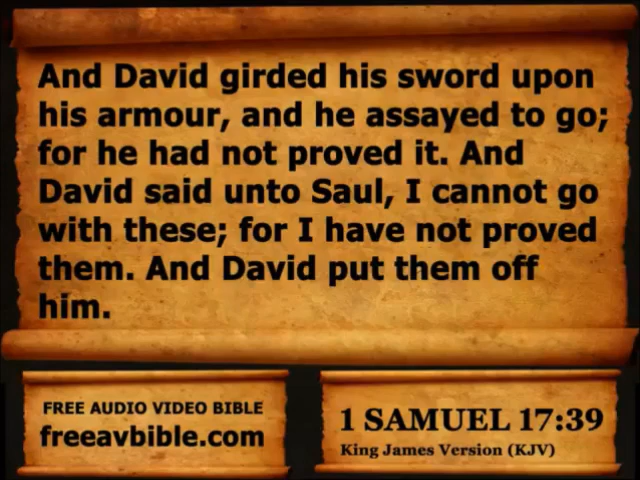 And David girded his sword upon
his armour, and he assayed to go;
for he had not proved it. And
David said unto Saul, I cannot go
with these; for I have not proved
them. And David put them off
him.
FREE AUDIO VIDEO BIBLE
freeavbible.com
1 SAMUEL 17:39
King James Version (KJV)